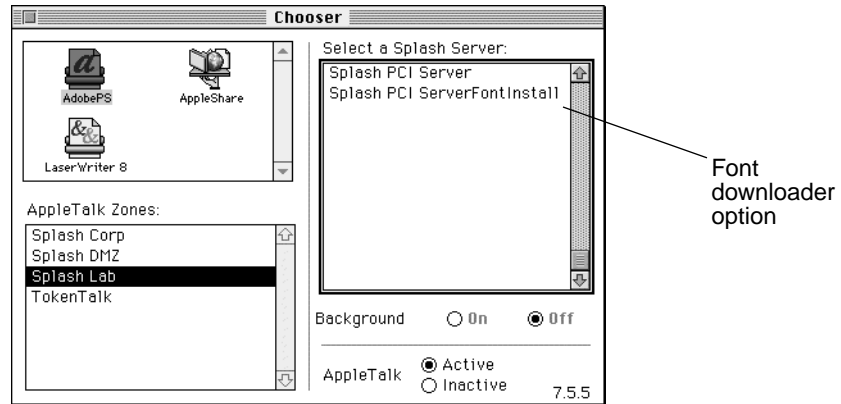 Chooser
AdobePS
AppleShare
LaserWriter 8
AppleTalk Zones:
Splash Corp
Splash DMZ
Splash Lab
TokenTalk
Select a Splash Server:
Splash PCI Server
Splash PCI ServerFontInstall
Background On Off
AppleTalk Active
Inactive
7.5.5
Font
downloader
option